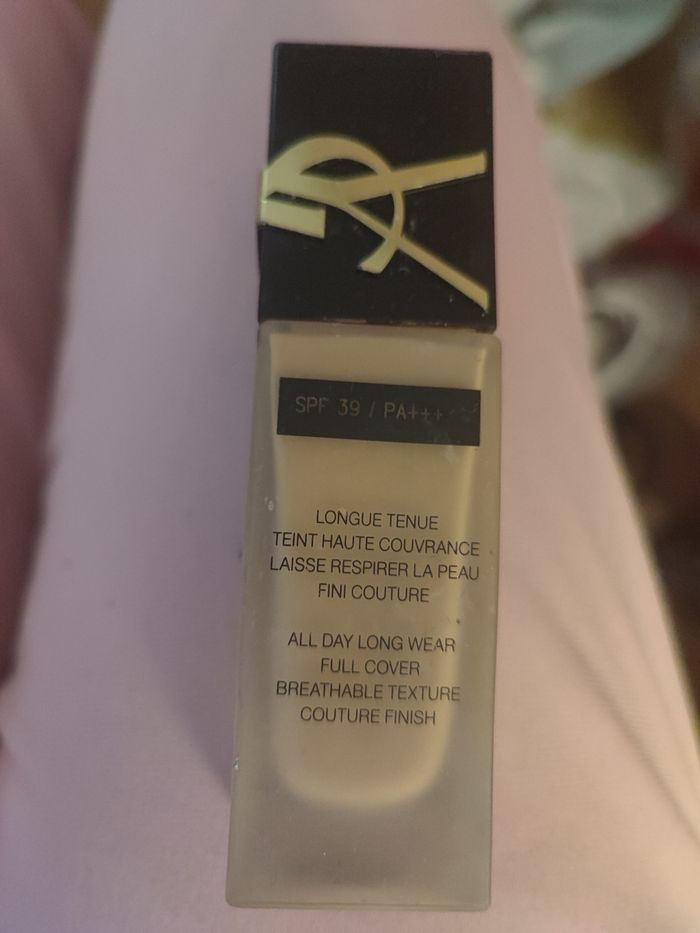 SPF 39 / PA+++
LONGUE TENUE
TEINT HAUTE COUVRANCE
LAISSE RESPIRER LA PEAU
FINI COUTURE
ALL DAY LONG WEAR
FULL COVER
BREATHABLE TEXTURE
COUTURE FINISH